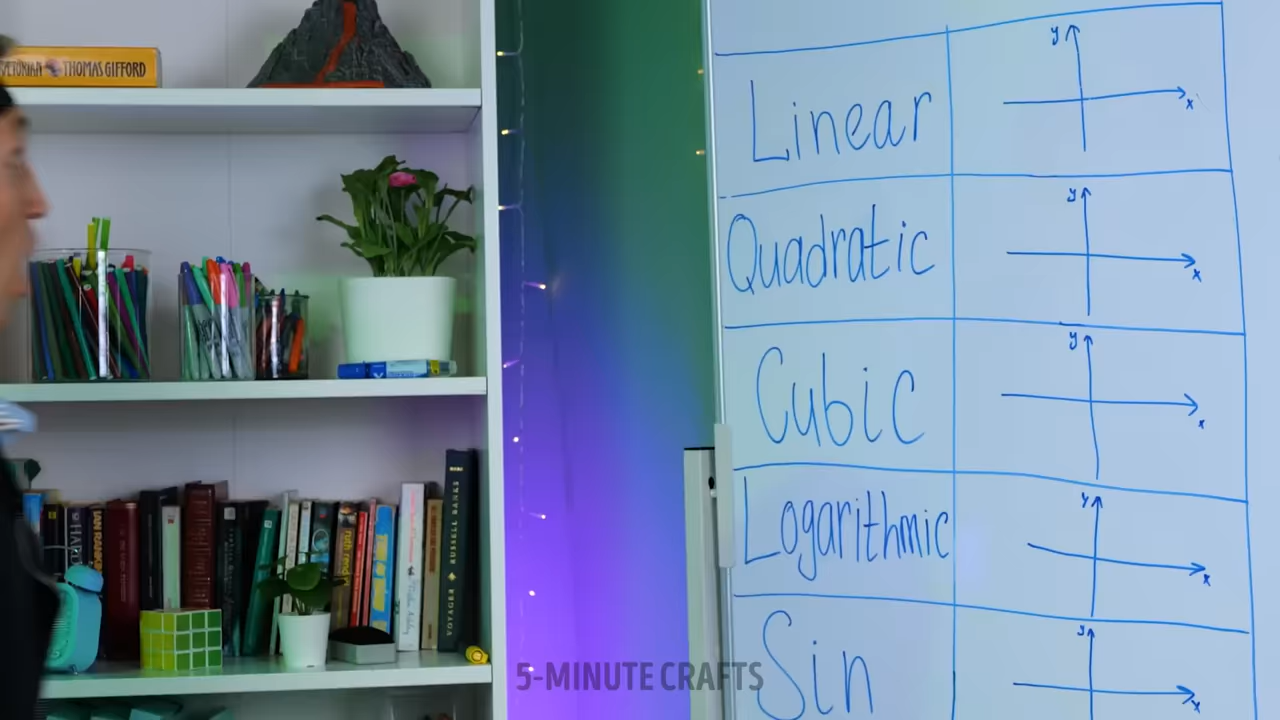 THOMAS GIFFORD
y
Linear
x
y
Quadratic
x
y
Cubic
x
y
Logarithmic
x
y
Sin
x
VOYAGER
RUSSELL BANKS
5-MINUTE CRAFTS